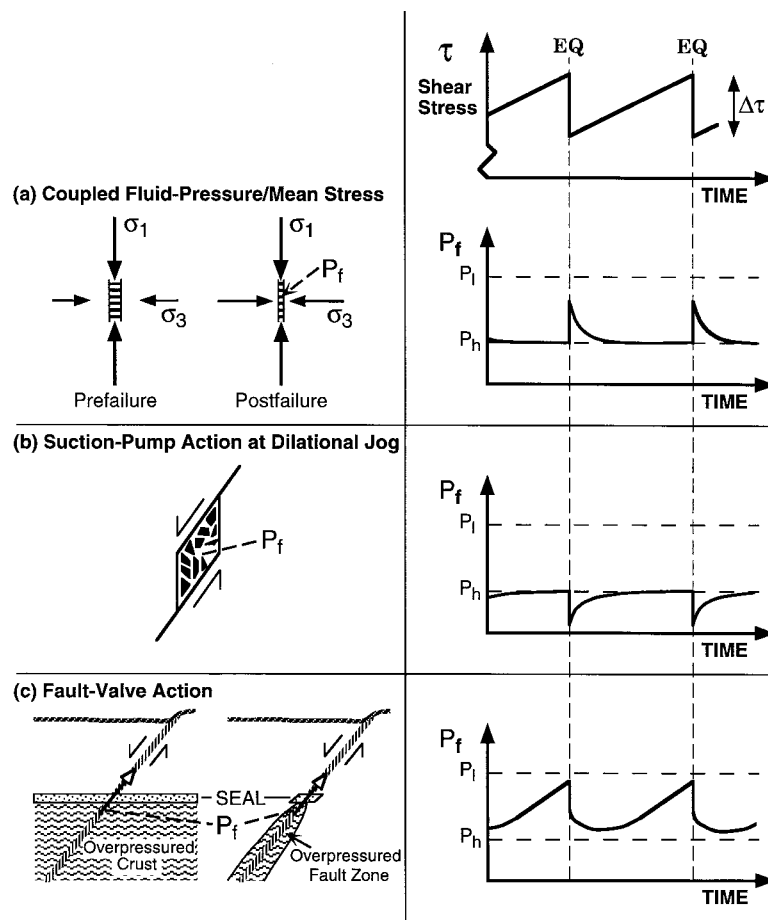 τ
EQ
EQ
Shear
Stress
Δτ
TIME
(a) Coupled Fluid-Pressure/Mean Stress
σ1
σ1
Pf
σ3
σ3
Prefailure
Postfailure
Pf
Pl
Ph
TIME
(b) Suction-Pump Action at Dilational Jog
Pf
Pf
Pl
Ph
TIME
(c) Fault-Valve Action
SEAL
Pf
Overpressured
Crust
Overpressured
Fault Zone
Pf
Pl
Ph
TIME